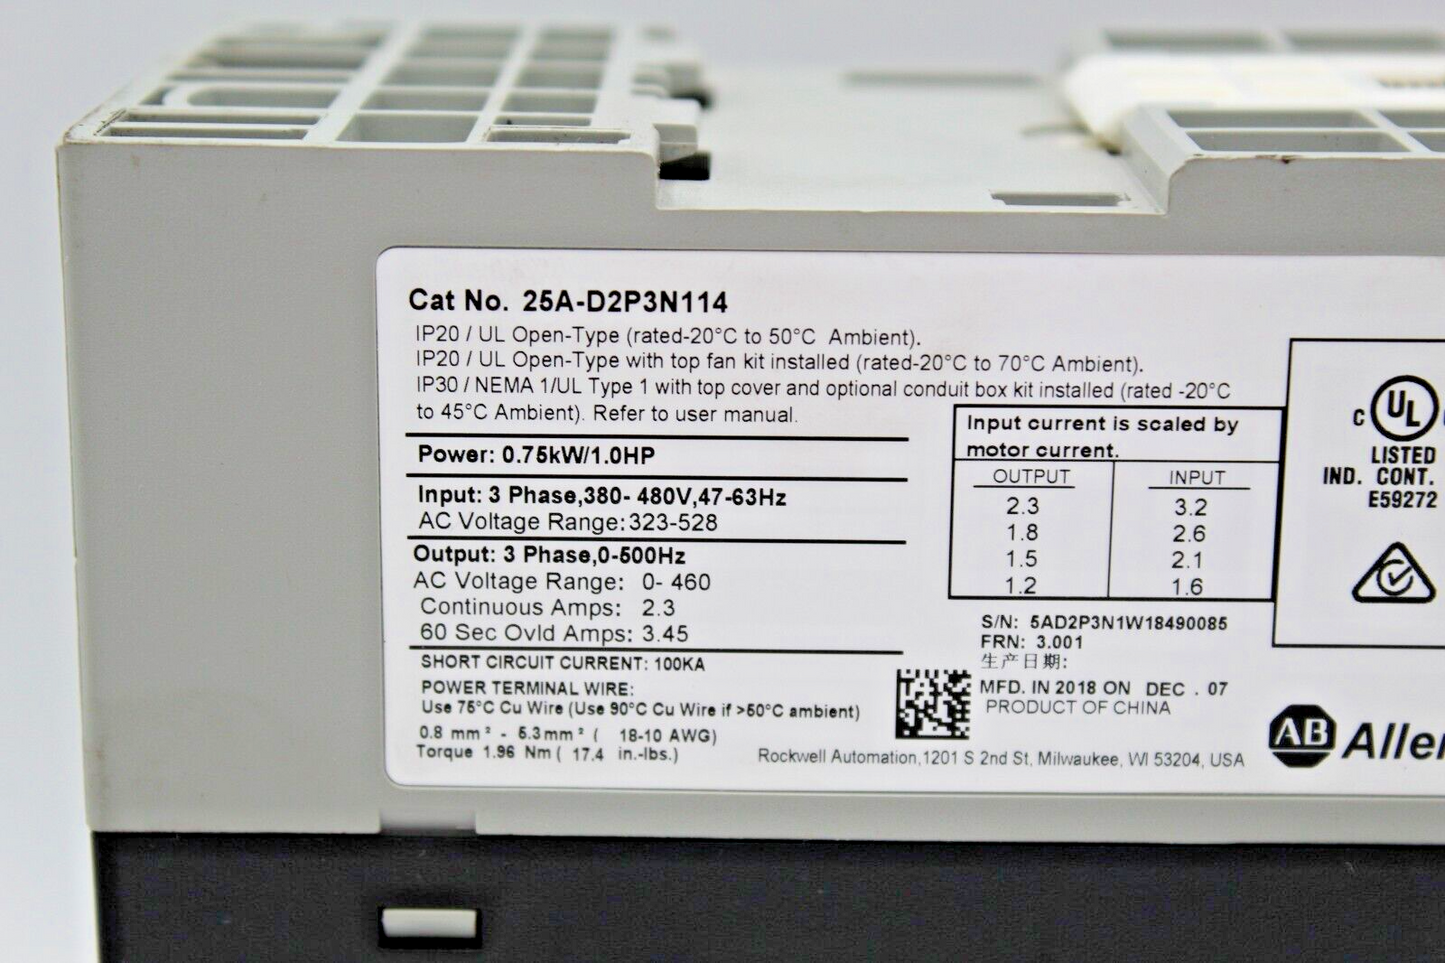 Cat No. 25A-D2P3N114
IP20 / UL Open-Type (rated-20°C to 50°C Ambient).
IP20 / UL Open-Type with top fan kit installed (rated-20°C to 70°C Ambient).
IP30 / NEMA 1/UL Type 1 with top cover and optional conduit box kit installed (rated -20°C
to 45°C Ambient). Refer to user manual.
Power: 0.75kW/1.0HP
Input: 3 Phase,380- 480V,47-63Hz
AC Voltage Range:323-528
Output: 3 Phase,0-500Hz
AC Voltage Range: 0- 460
Continuous Amps: 2.3
60 Sec Ovld Amps: 3.45
SHORT CIRCUIT CURRENT: 100KA
POWER TERMINAL WIRE:
Use 75°C Cu Wire (Use 90°C Cu Wire if >50°C ambient)
0.8 mm² - 5.3mm² ( 18-10 AWG)
Torque 1.96 Nm ( 17.4 in.-lbs.)
Input current is scaled by
motor current.
OUTPUT INPUT
2.3 3.2
1.8 2.6
1.5 2.1
1.2 1.6
S/N: 5AD2P3N1W18490085
FRN: 3.001
生产日期:
MFD. IN 2018 ON DEC . 07
PRODUCT OF CHINA
Rockwell Automation,1201 S 2nd St, Milwaukee, WI 53204, USA
C UL
LISTED
IND. CONT.
E59272
AB Aller